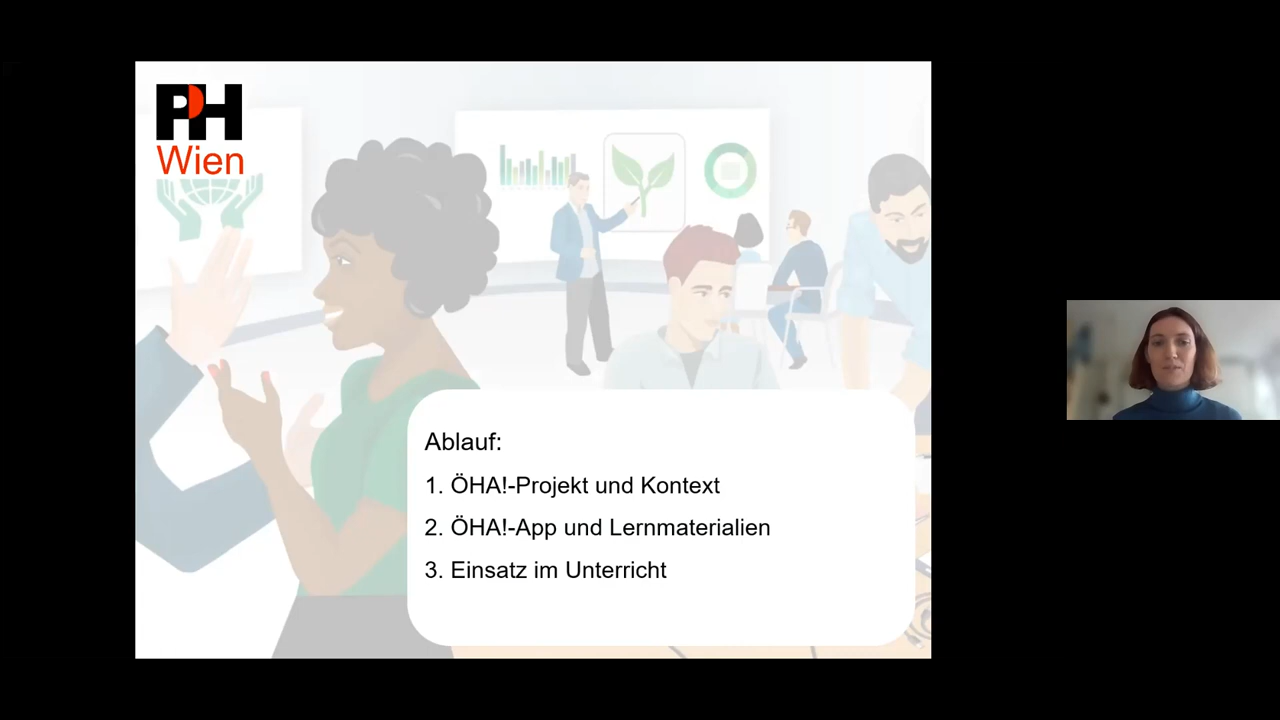 PH
Wien
Ablauf:
1. ÖHA!-Projekt und Kontext
2. ÖHA!-App und Lernmaterialien
3. Einsatz im Unterricht